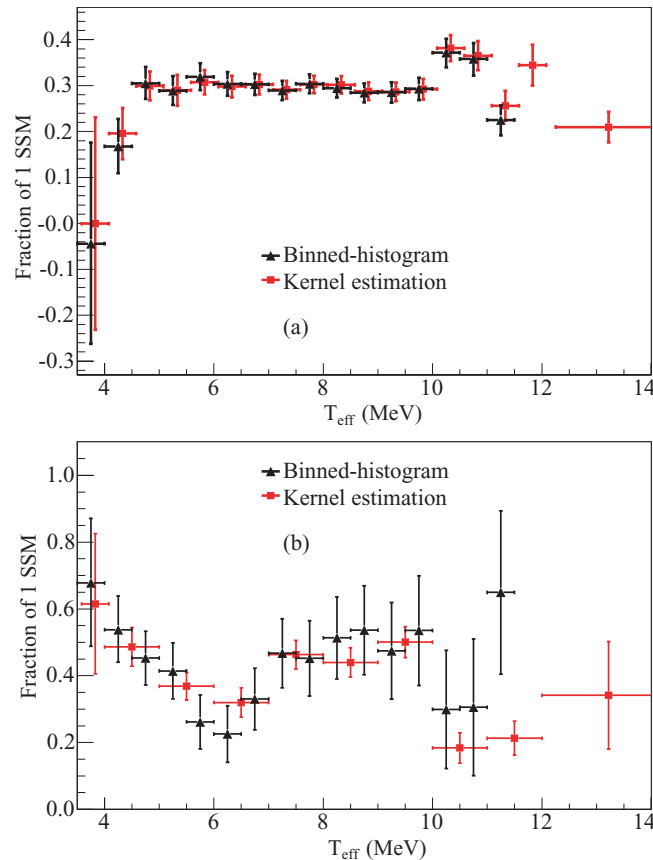 0.4
0.3
0.2
0.1
-0.0
-0.1
-0.2
-0.3
Fraction of 1 SSM
Binned-histogram
Kernel estimation
(a)
4 6 8 10 12 14
T_eff (MeV)
1.0
0.8
0.6
0.4
0.2
0.0
Fraction of 1 SSM
Binned-histogram
Kernel estimation
(b)
4 6 8 10 12 14
T_eff (MeV)